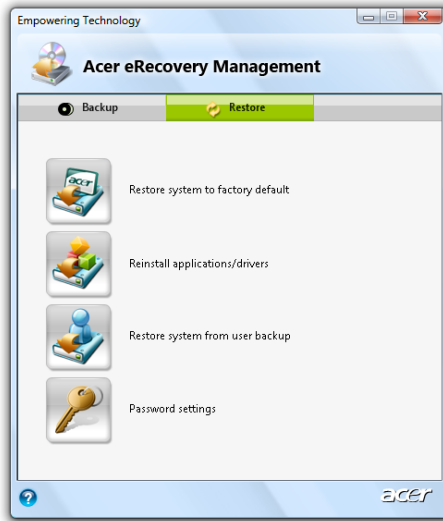 Empowering Technology
Acer eRecovery Management
Backup
Restore
acer
Restore system to factory default
Reinstall applications/drivers
Restore system from user backup
Password settings
?
acer